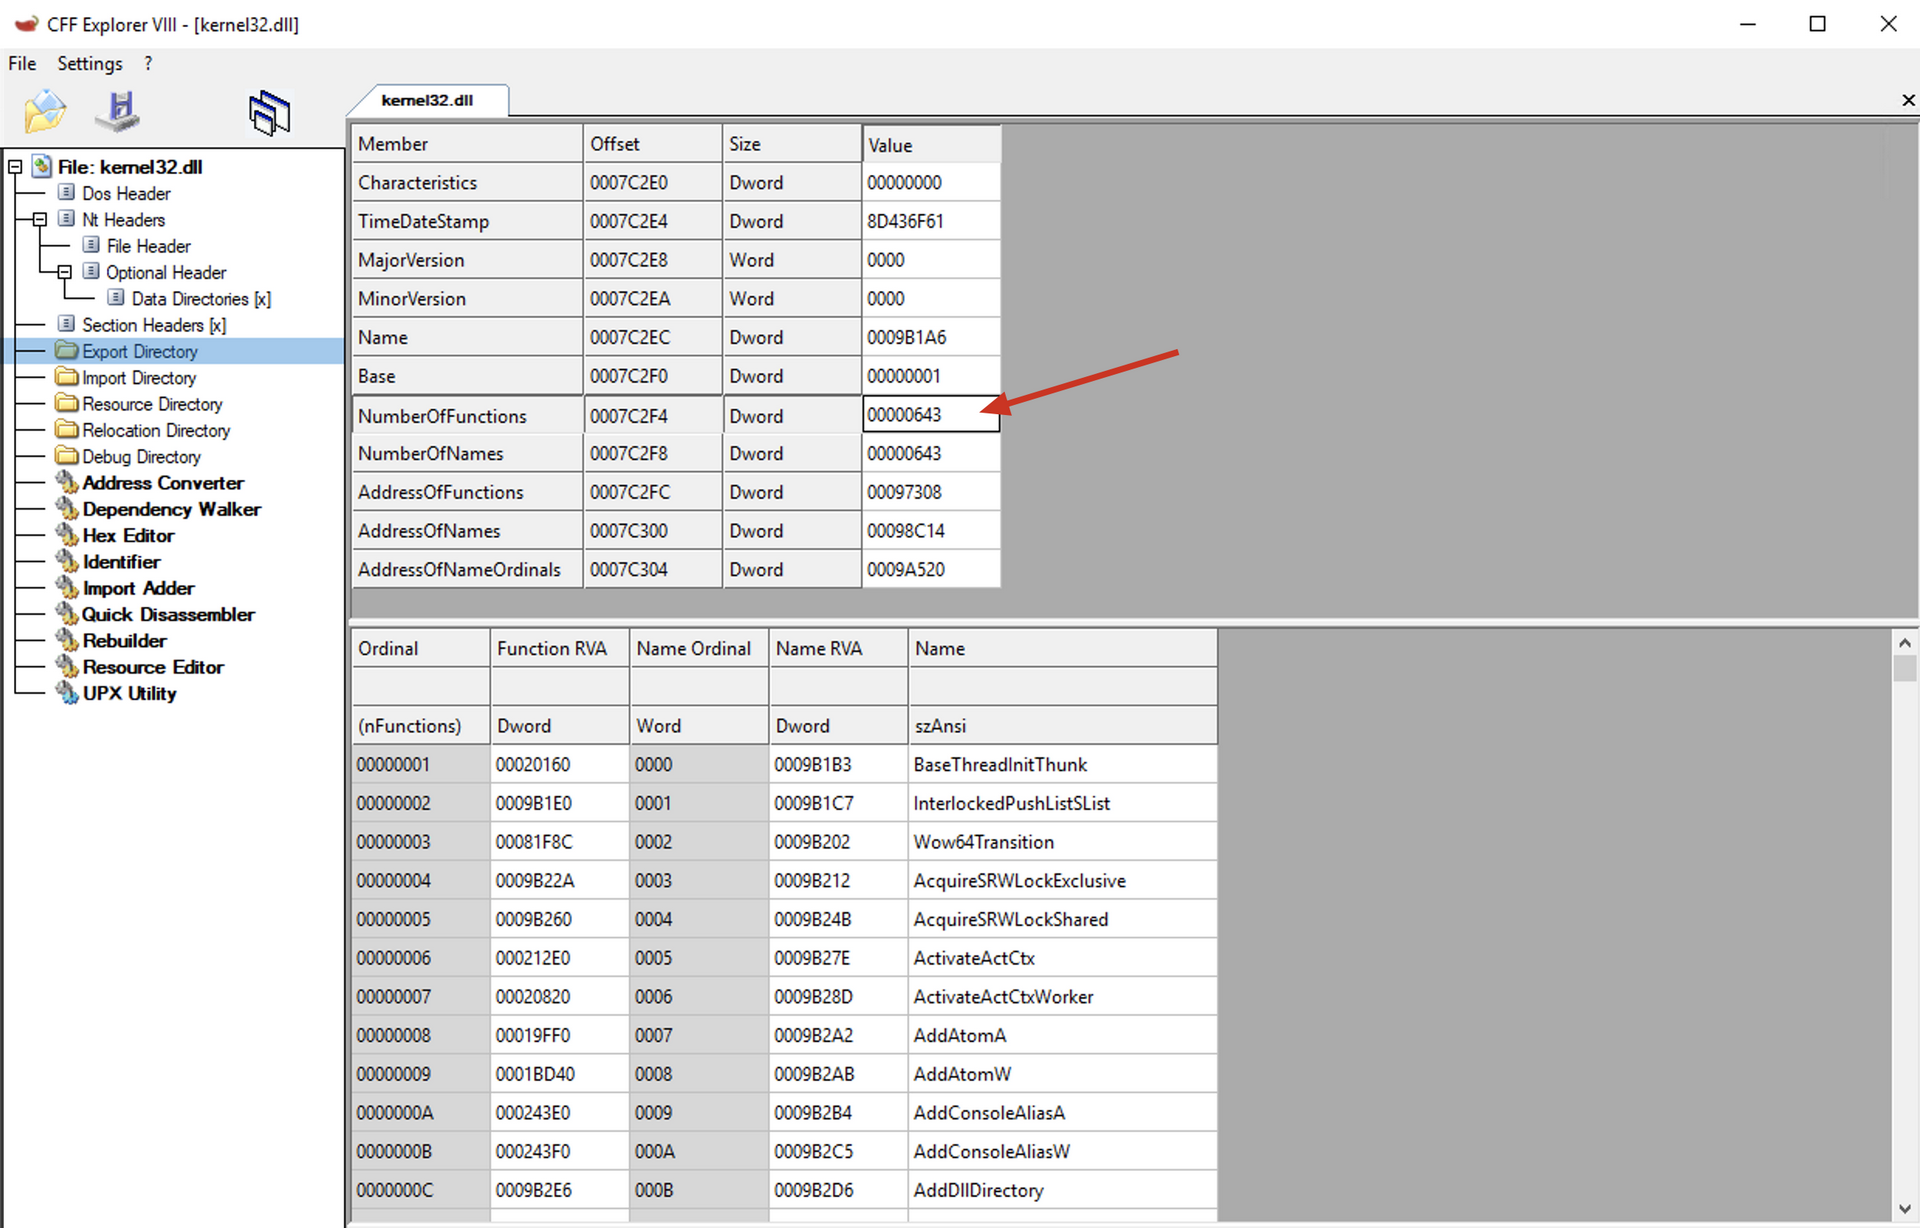 CFF Explorer VIII - [kernel32.dll]
File Settings ?
kernel32.dll
File: kernel32.dll
Dos Header
Nt Headers
File Header
Optional Header
Data Directories [x]
Section Headers [x]
Export Directory
Import Directory
Resource Directory
Relocation Directory
Debug Directory
Address Converter
Dependency Walker
Hex Editor
Identifier
Import Adder
Quick Disassembler
Rebuilder
Resource Editor
UPX Utility
Member Offset Size Value
Characteristics 0007C2E0 Dword 00000000
TimeDateStamp 0007C2E4 Dword 8D436F61
MajorVersion 0007C2E8 Word 0000
MinorVersion 0007C2EA Word 0000
Name 0007C2EC Dword 0009B1A6
Base 0007C2F0 Dword 00000001
NumberOfFunctions 0007C2F4 Dword 00000643
NumberOfNames 0007C2F8 Dword 00000643
AddressOfFunctions 0007C2FC Dword 00097308
AddressOfNames 0007C300 Dword 00098C14
AddressOfNameOrdinals 0007C304 Dword 0009A520
Ordinal Function RVA Name Ordinal Name RVA Name
(nFunctions) Dword Word Dword szAnsi
00000001 00020160 0000 0009B1B3 BaseThreadInitThunk
00000002 0009B1E0 0001 0009B1C7 InterlockedPushListSList
00000003 00081F8C 0002 0009B202 Wow64Transition
00000004 0009B22A 0003 0009B212 AcquireSRWLockExclusive
00000005 0009B260 0004 0009B24B AcquireSRWLockShared
00000006 000212E0 0005 0009B27E ActivateActCtx
00000007 00020820 0006 0009B28D ActivateActCtxWorker
00000008 00019FF0 0007 0009B2A2 AddAtomA
00000009 0001BD40 0008 0009B2AB AddAtomW
0000000A 000243E0 0009 0009B2B4 AddConsoleAliasA
0000000B 000243F0 000A 0009B2C5 AddConsoleAliasW
0000000C 0009B2E6 000B 0009B2D6 AddDllDirectory